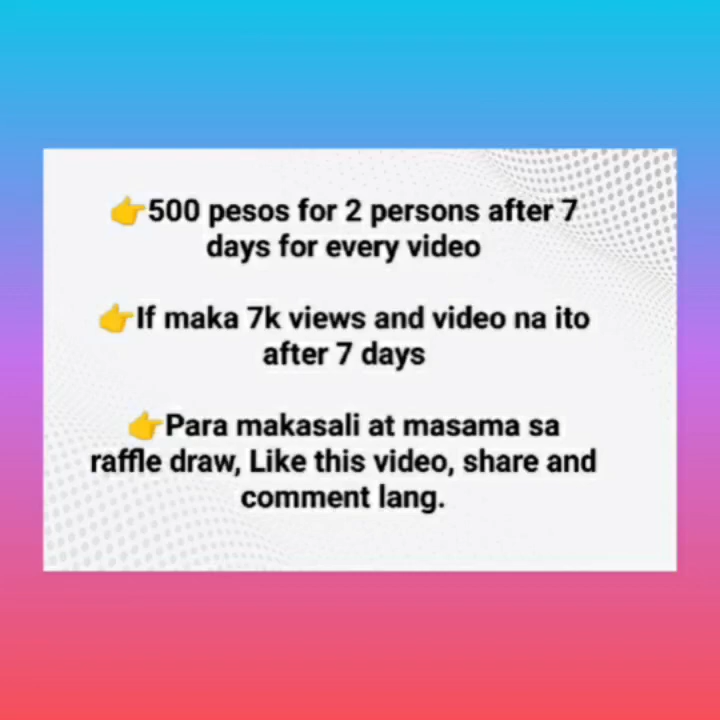 👉500 pesos for 2 persons after 7
days for every video
👉If maka 7k views and video na ito
after 7 days
👉Para makasali at masama sa
raffle draw, Like this video, share and
comment lang.